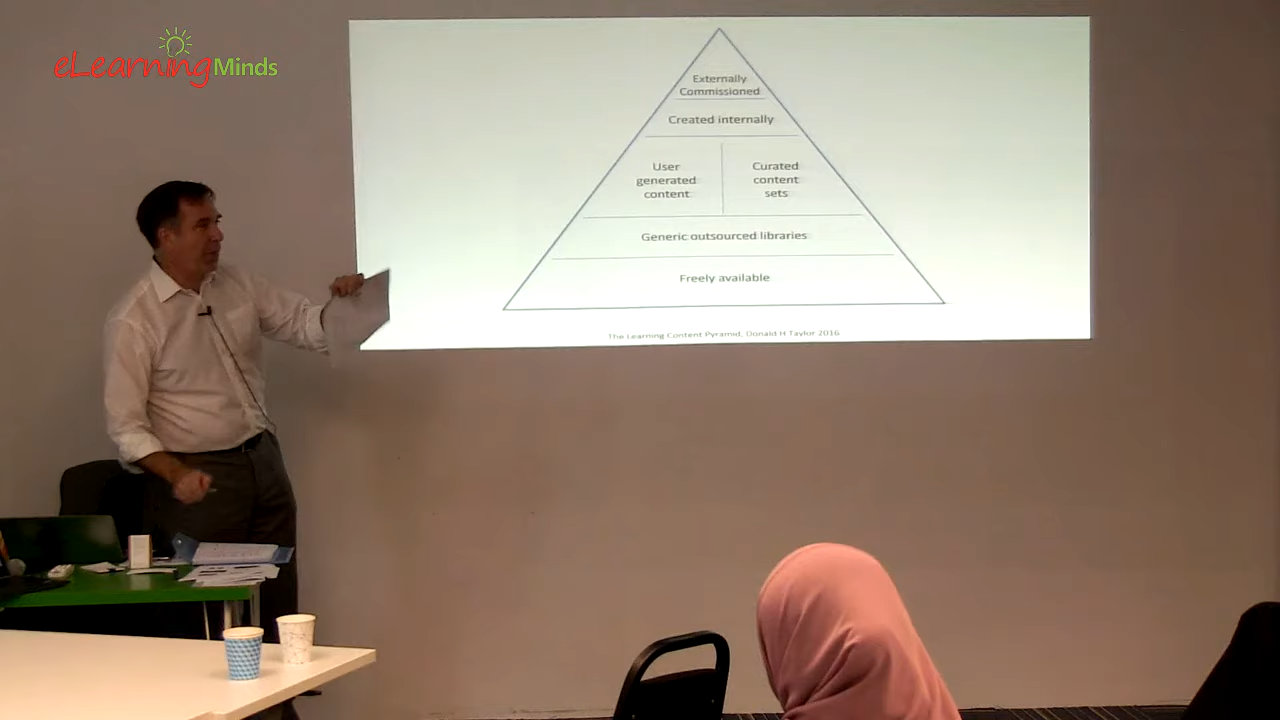 eLearningMinds
Externally
Commissioned
Created internally
User
generated
content
Curated
content
sets
Generic outsourced libraries
Freely available
The Learning Content Pyramid, Donald H Taylor 2016